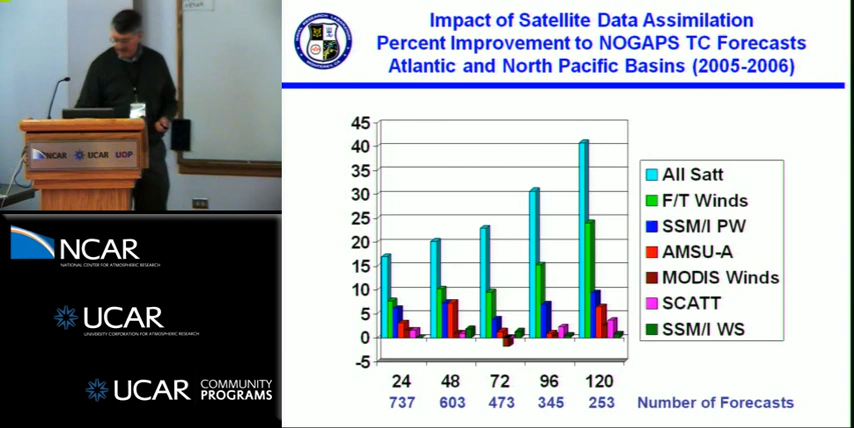 Impact of Satellite Data Assimilation
Percent Improvement to NOGAPS TC Forecasts
Atlantic and North Pacific Basins (2005-2006)
NCAR UCAR UOP
NCAR
NATIONAL CENTER FOR ATMOSPHERIC RESEARCH
UCAR
UNIVERSITY CORPORATION FOR ATMOSPHERIC RESEARCH
UCAR COMMUNITY PROGRAMS
45
40
35
30
25
20
15
10
5
0
-5
24 48 72 96 120
737 603 473 345 253 Number of Forecasts
All Satt
F/T Winds
SSM/I PW
AMSU-A
MODIS Winds
SCATT
SSM/I WS